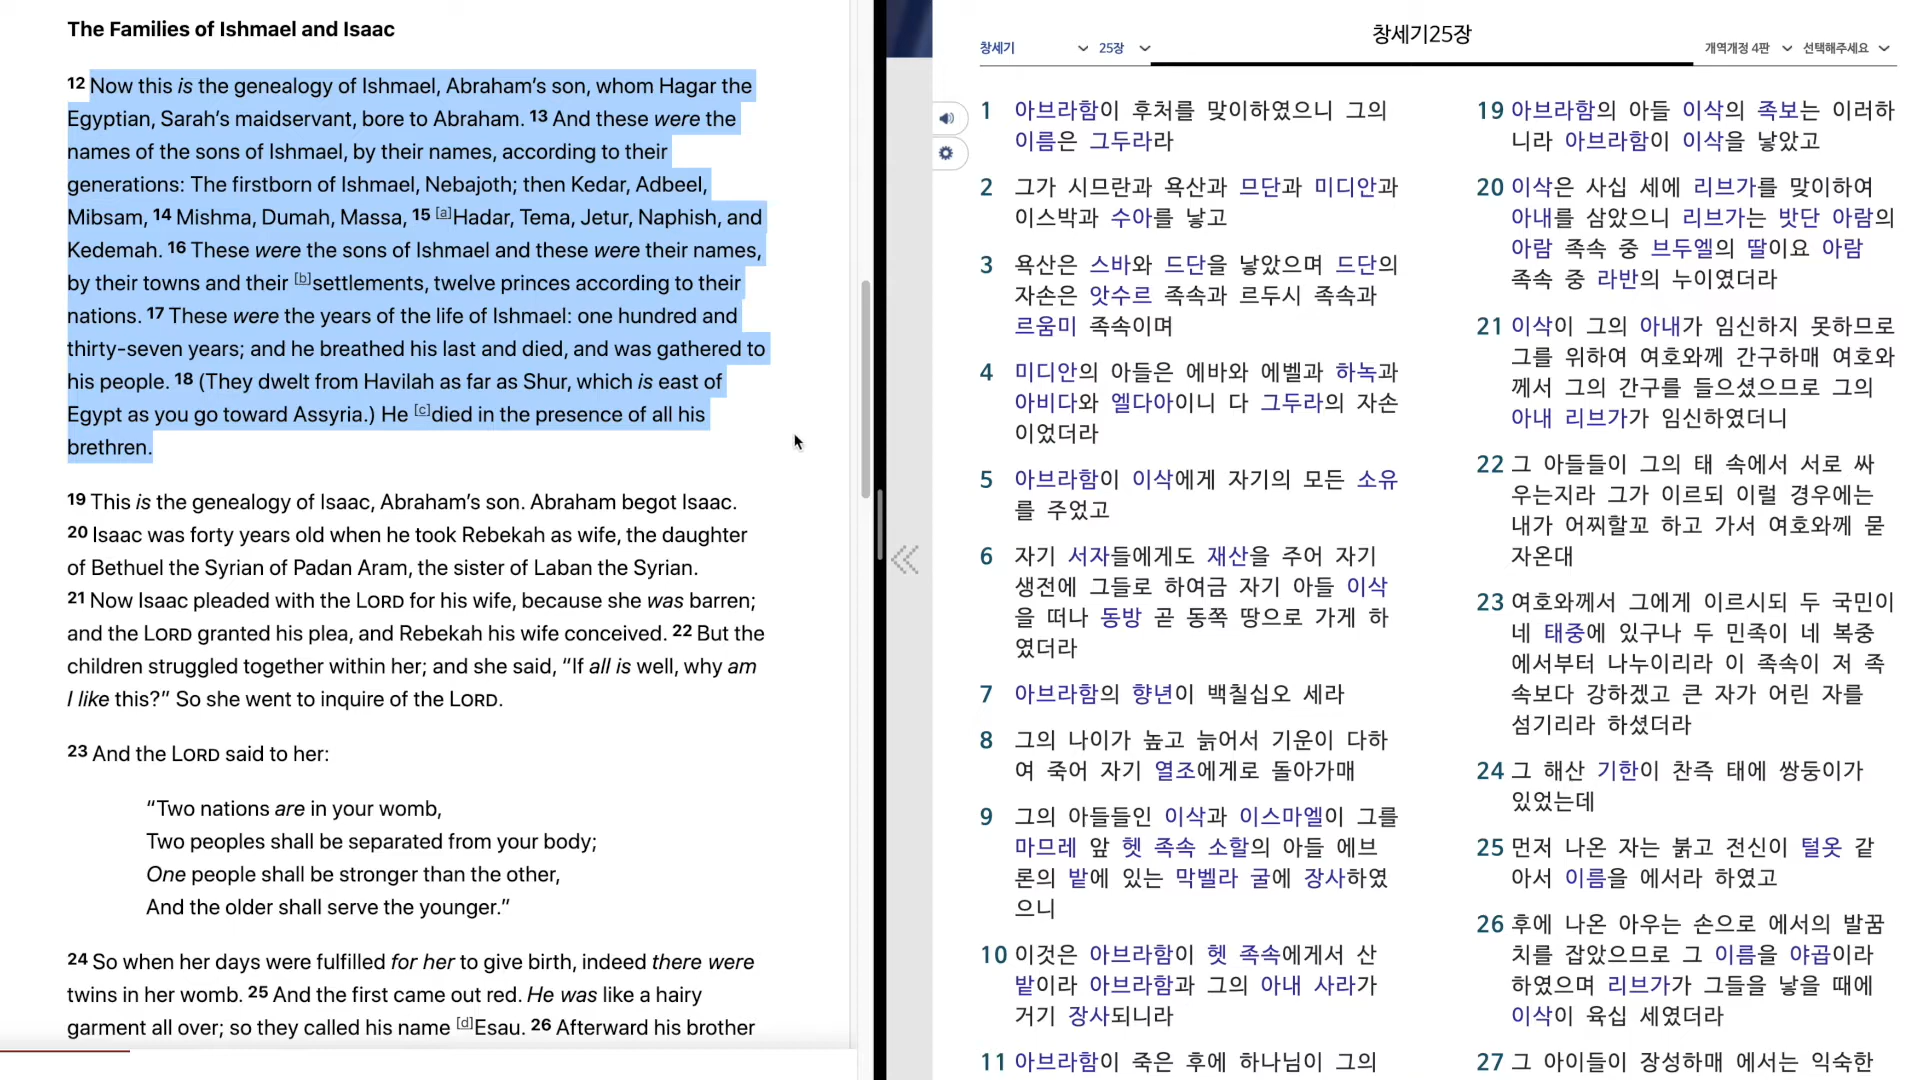 The Families of Ishmael and Isaac
12 Now this is the genealogy of Ishmael, Abraham’s son, whom Hagar the
Egyptian, Sarah’s maidservant, bore to Abraham. 13 And these were the
names of the sons of Ishmael, by their names, according to their
generations: The firstborn of Ishmael, Nebajoth; then Kedar, Adbeel,
Mibsam, 14 Mishma, Dumah, Massa, 15 [a]Hadar, Tema, Jetur, Naphish, and
Kedemah. 16 These were the sons of Ishmael and these were their names,
by their towns and their [b]settlements, twelve princes according to their
nations. 17 These were the years of the life of Ishmael: one hundred and
thirty-seven years; and he breathed his last and died, and was gathered to
his people. 18 (They dwelt from Havilah as far as Shur, which is east of
Egypt as you go toward Assyria.) He [c]died in the presence of all his
brethren.
19 This is the genealogy of Isaac, Abraham’s son. Abraham begot Isaac.
20 Isaac was forty years old when he took Rebekah as wife, the daughter
of Bethuel the Syrian of Padan Aram, the sister of Laban the Syrian.
21 Now Isaac pleaded with the LORD for his wife, because she was barren;
and the LORD granted his plea, and Rebekah his wife conceived. 22 But the
children struggled together within her; and she said, “If all is well, why am
I like this?” So she went to inquire of the LORD.
23 And the LORD said to her:
“Two nations are in your womb,
Two peoples shall be separated from your body;
One people shall be stronger than the other,
And the older shall serve the younger.”
24 So when her days were fulfilled for her to give birth, indeed there were
twins in her womb. 25 And the first came out red. He was like a hairy
garment all over; so they called his name [d]Esau. 26 Afterward his brother
창세기25장
창세기 25장 개역개정 4판 선택해주세요
1 아브라함이 후처를 맞이하였으니 그의
이름은 그두라라
2 그가 시므란과 욕산과 므단과 미디안과
이스박과 수아를 낳고
3 욕산은 스바와 드단을 낳았으며 드단의
자손은 앗수르 족속과 르두시 족속과
르움미 족속이며
4 미디안의 아들은 에바와 에벨과 하녹과
아비다와 엘다아이니 다 그두라의 자손
이었더라
5 아브라함이 이삭에게 자기의 모든 소유
를 주었고
6 자기 서자들에게도 재산을 주어 자기
생전에 그들로 하여금 자기 아들 이삭
을 떠나 동방 곧 동쪽 땅으로 가게 하
였더라
7 아브라함의 향년이 백칠십오 세라
8 그의 나이가 높고 늙어서 기운이 다하
여 죽어 자기 열조에게로 돌아가매
9 그의 아들들인 이삭과 이스마엘이 그를
마므레 앞 헷 족속 소할의 아들 에브
론의 밭에 있는 막벨라 굴에 장사하였
으니
10 이것은 아브라함이 헷 족속에게서 산
밭이라 아브라함과 그의 아내 사라가
거기 장사되니라
11 아브라함이 죽은 후에 하나님이 그의
19 아브라함의 아들 이삭의 족보는 이러하
니라 아브라함이 이삭을 낳았고
20 이삭은 사십 세에 리브가를 맞이하여
아내를 삼았으니 리브가는 밧단 아람의
아람 족속 중 브두엘의 딸이요 아람
족속 중 라반의 누이였더라
21 이삭이 그의 아내가 임신하지 못하므로
그를 위하여 여호와께 간구하매 여호와
께서 그의 간구를 들으셨으므로 그의
아내 리브가가 임신하였더니
22 그 아들들이 그의 태 속에서 서로 싸
우는지라 그가 이르되 이럴 경우에는
내가 어찌할꼬 하고 가서 여호와께 묻
자온대
23 여호와께서 그에게 이르시되 두 국민이
네 태중에 있구나 두 민족이 네 복중
에서부터 나누이리라 이 족속이 저 족
속보다 강하겠고 큰 자가 어린 자를
섬기리라 하셨더라
24 그 해산 기한이 찬즉 태에 쌍둥이가
있었는데
25 먼저 나온 자는 붉고 전신이 털옷 같
아서 이름을 에서라 하였고
26 후에 나온 아우는 손으로 에서의 발꿈
치를 잡았으므로 그 이름을 야곱이라
하였으며 리브가가 그들을 낳을 때에
이삭이 육십 세였더라
27 그 아이들이 장성하매 에서는 익숙한